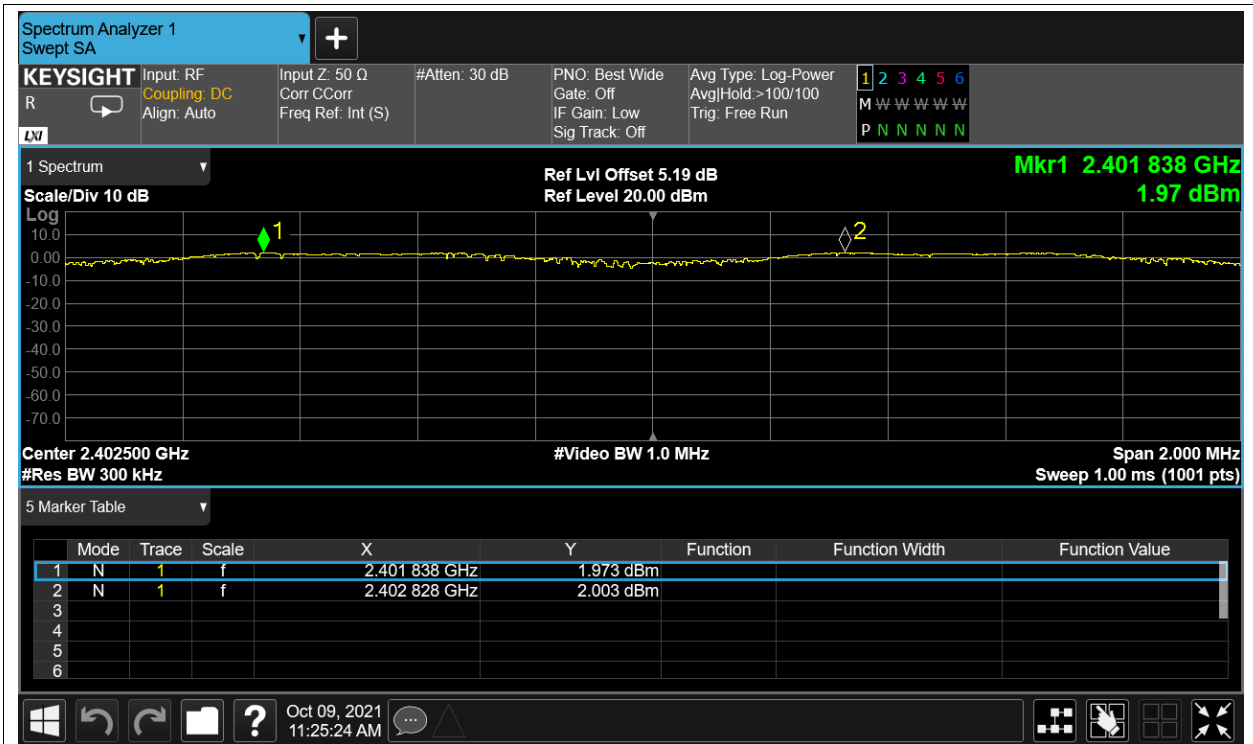 Spectrum Analyzer 1
Swept SA
+
KEYSIGHT Input: RF Input Z: 50 Ω #Atten: 30 dB PNO: Best Wide Avg Type: Log-Power 1 2 3 4 5 6
R Coupling: DC Corr CCorr Gate: Off Avg|Hold:>100/100 M W W W W W
Align: Auto Freq Ref: Int (S) IF Gain: Low Trig: Free Run
LXI Sig Track: Off P N N N N N
1 Spectrum Ref Lvl Offset 5.19 dB Mkr1 2.401 838 GHz
Scale/Div 10 dB Ref Level 20.00 dBm 1.97 dBm
Log
10.0 1 2
0.00
-10.0
-20.0
-30.0
-40.0
-50.0
-60.0
-70.0
Center 2.402500 GHz #Video BW 1.0 MHz Span 2.000 MHz
#Res BW 300 kHz Sweep 1.00 ms (1001 pts)
5 Marker Table
Mode Trace Scale X Y Function Function Width Function Value
1 N 1 f 2.401 838 GHz 1.973 dBm
2 N 1 f 2.402 828 GHz 2.003 dBm
3
4
5
6
? Oct 09, 2021
11:25:24 AM